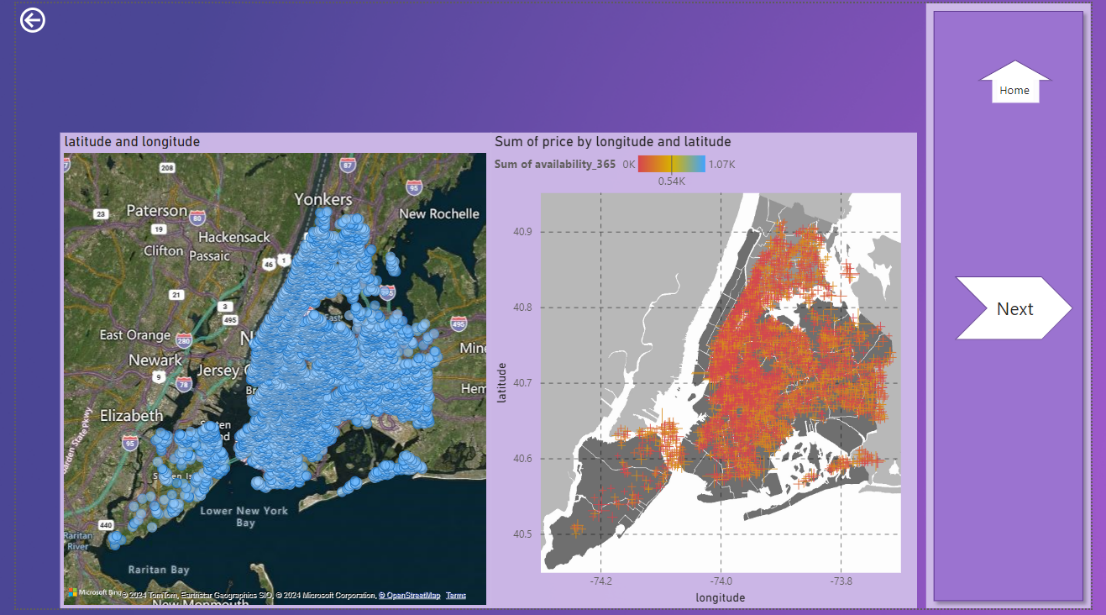 Home
Next
latitude and longitude
Sum of price by longitude and latitude
Sum of availability_365 0K 1.07K
0.54K
87
208
95
Yonkers
New Rochelle
Paterson
23
80
19
Hackensack
Clifton
Passaic
46
1
21
3
495
495
East Orange
280
Newark
9
78
Jersey
Elizabeth
95
440
Raritan
River
Lower New York
Bay
Raritan Bay
New Monmouth
Microsoft Bing
© 2024 TomTom, Earthstar Geographics SIO, © 2024 Microsoft Corporation, © OpenStreetMap Terms
latitude
40.9
40.8
40.7
40.6
40.5
-74.2
-74.0
-73.8
longitude